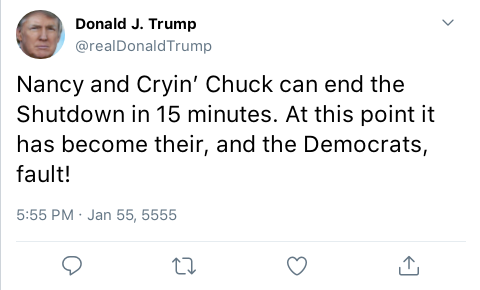 Donald J. Trump
@realDonaldTrump
Nancy and Cryin’ Chuck can end the
Shutdown in 15 minutes. At this point it
has become their, and the Democrats,
fault!
5:55 PM · Jan 55, 5555